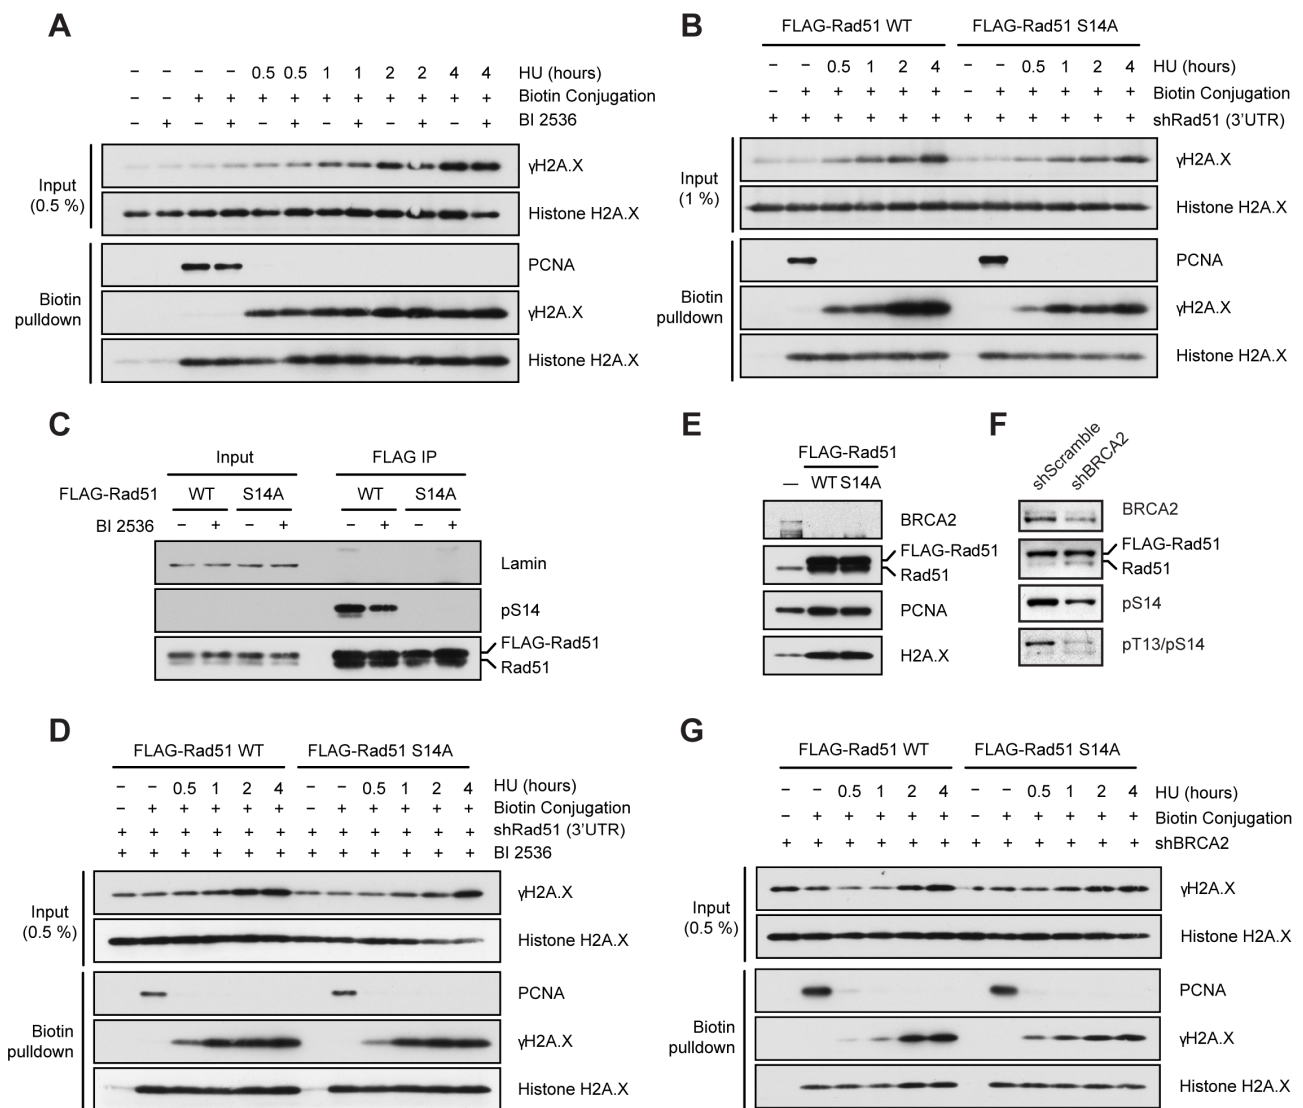 A
– – – – 0.5 0.5 1 1 2 2 4 4 HU (hours)
– – + + + + + + + + + + Biotin Conjugation
– + – + – + – + – + – + BI 2536
Input
(0.5 %)
γH2A.X
Histone H2A.X
Biotin
pulldown
PCNA
γH2A.X
Histone H2A.X
B
FLAG-Rad51 WT FLAG-Rad51 S14A
– – 0.5 1 2 4 – – 0.5 1 2 4 HU (hours)
– + + + + + – + + + + + Biotin Conjugation
+ + + + + + + + + + + + shRad51 (3'UTR)
Input
(1 %)
γH2A.X
Histone H2A.X
Biotin
pulldown
PCNA
γH2A.X
Histone H2A.X
C
Input FLAG IP
FLAG-Rad51 WT S14A WT S14A
BI 2536 – + – + – + – +
Lamin
pS14
FLAG-Rad51
Rad51
E
FLAG-Rad51
— WT S14A
BRCA2
FLAG-Rad51
Rad51
PCNA
H2A.X
F
shScramble
shBRCA2
BRCA2
FLAG-Rad51
Rad51
pS14
pT13/pS14
D
FLAG-Rad51 WT FLAG-Rad51 S14A
– – 0.5 1 2 4 – – 0.5 1 2 4 HU (hours)
– + + + + + – + + + + + Biotin Conjugation
+ + + + + + + + + + + + shRad51 (3'UTR)
+ + + + + + + + + + + + BI 2536
Input
(0.5 %)
γH2A.X
Histone H2A.X
Biotin
pulldown
PCNA
γH2A.X
Histone H2A.X
G
FLAG-Rad51 WT FLAG-Rad51 S14A
– – 0.5 1 2 4 – – 0.5 1 2 4 HU (hours)
– + + + + + – + + + + + Biotin Conjugation
+ + + + + + + + + + + + shBRCA2
Input
(0.5 %)
γH2A.X
Histone H2A.X
Biotin
pulldown
PCNA
γH2A.X
Histone H2A.X